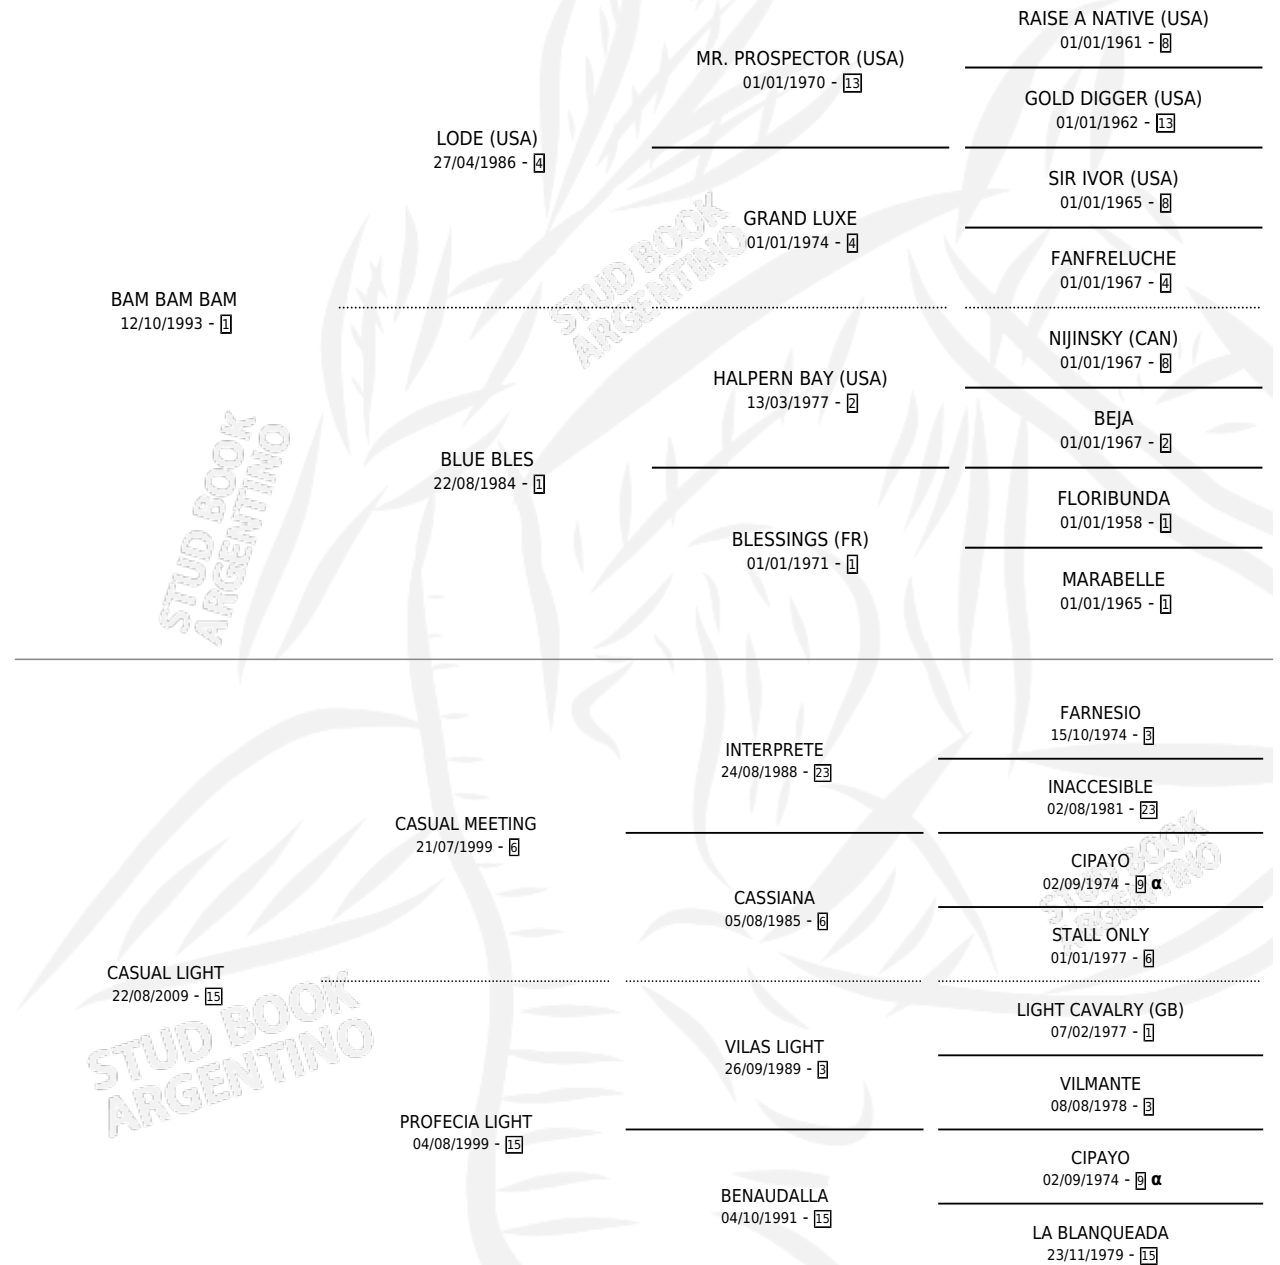 RAISE A NATIVE (USA)
01/01/1961 - 8
MR. PROSPECTOR (USA)
01/01/1970 - 13
GOLD DIGGER (USA)
01/01/1962 - 13
LODE (USA)
27/04/1986 - 4
SIR IVOR (USA)
01/01/1965 - 8
GRAND LUXE
01/01/1974 - 4
FANFRELUCHE
01/01/1967 - 4
STUD BOOK
ARGENTINO
BAM BAM BAM
12/10/1993 - 1
NIJINSKY (CAN)
01/01/1967 - 8
HALPERN BAY (USA)
13/03/1977 - 2
BEJA
01/01/1967 - 2
BLUE BLES
22/08/1984 - 1
FLORIBUNDA
01/01/1958 - 1
BLESSINGS (FR)
01/01/1971 - 1
MARABELLE
01/01/1965 - 1
STUD BOOK
ARGENTINO
FARNESIO
15/10/1974 - 3
INTERPRETE
24/08/1988 - 23
INACCESIBLE
02/08/1981 - 23
CASUAL MEETING
21/07/1999 - 6
CIPAYO
02/09/1974 - 9 α
CASSIANA
05/08/1985 - 6
STALL ONLY
01/01/1977 - 6
STUD BOOK
ARGENTINO
CASUAL LIGHT
22/08/2009 - 15
LIGHT CAVALRY (GB)
07/02/1977 - 1
VILAS LIGHT
26/09/1989 - 3
VILMANTE
08/08/1978 - 3
STUD BOOK
ARGENTINO
PROFECIA LIGHT
04/08/1999 - 15
CIPAYO
02/09/1974 - 9 α
BENAUDALLA
04/10/1991 - 15
LA BLANQUEADA
23/11/1979 - 15